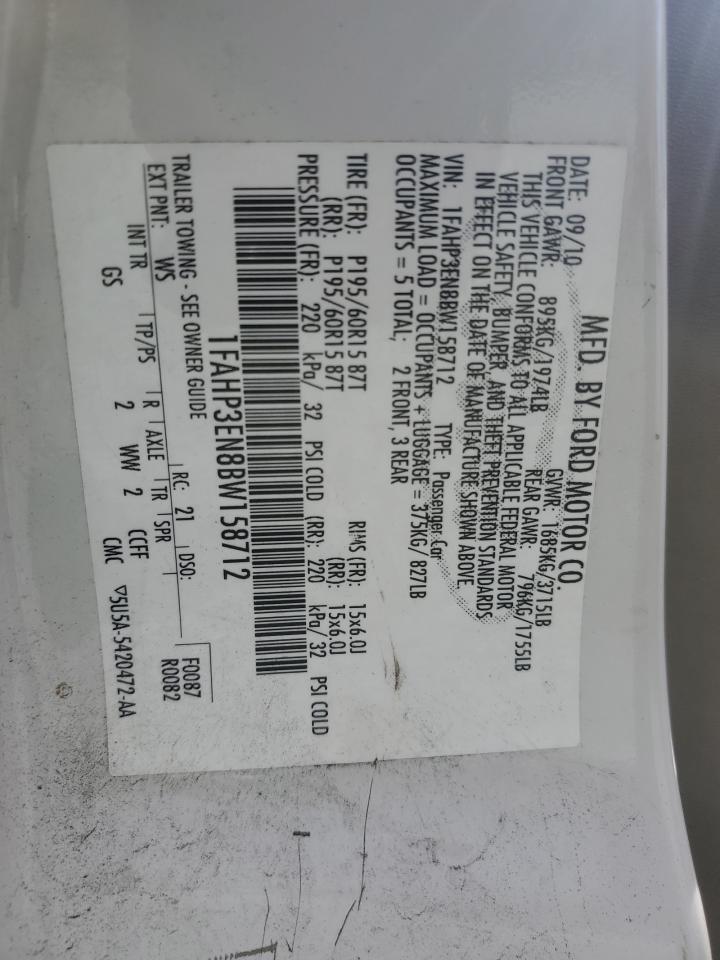 MFD. BY FORD MOTOR CO.
DATE: 09/10 GVWR: 1685KG/3715LB
FRONT GAWR: 895KG/1974LB REAR GAWR: 796KG/1755LB
THIS VEHICLE CONFORMS TO ALL APPLICABLE FEDERAL MOTOR
VEHICLE SAFETY, BUMPER, AND THEFT PREVENTION STANDARDS
IN EFFECT ON THE DATE OF MANUFACTURE SHOWN ABOVE.
VIN: 1FAHP3EN8BW158712 TYPE: Passenger Car
MAXIMUM LOAD = OCCUPANTS + LUGGAGE = 375KG/ 827LB
OCCUPANTS = 5 TOTAL; 2 FRONT, 3 REAR
TIRE (FR): P195/60R15 87T RIMS (FR): 15x6.0J
(RR): P195/60R15 87T (RR): 15x6.0J
PRESSURE (FR): 220 kPa/ 32 PSI COLD (RR): 220 kPa/ 32 PSI COLD
1FAHP3EN8BW158712
TRAILER TOWING - SEE OWNER GUIDE F0087
EXT PNT: WS RC: 21 DSO: R0082
INT TR TP/PS R AXLE TR SPR
GS 2 WW 2 CCFF
CMC ▽5U5A-5420472-AA